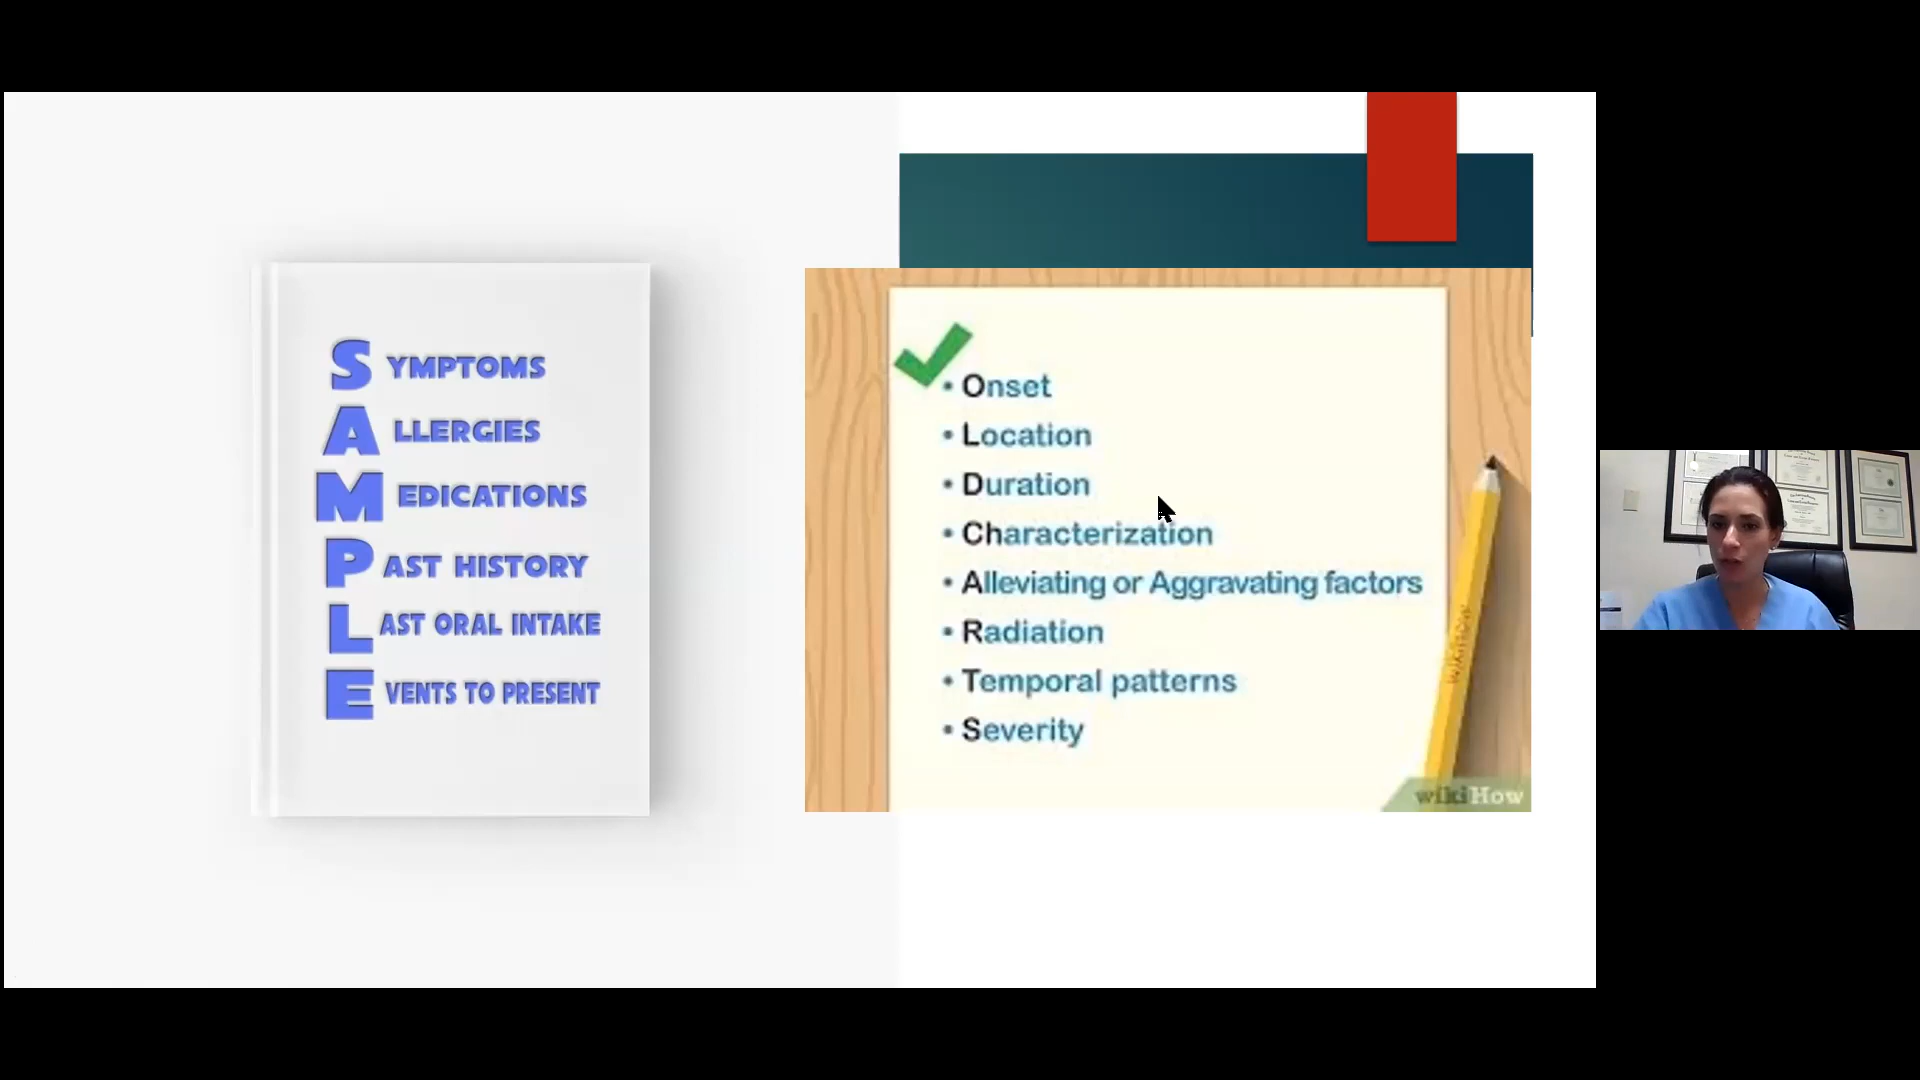 SYMPTOMS
ALLERGIES
MEDICATIONS
PAST HISTORY
LAST ORAL INTAKE
EVENTS TO PRESENT
• Onset
• Location
• Duration
• Characterization
• Alleviating or Aggravating factors
• Radiation
• Temporal patterns
• Severity
wikiHow
wikiHow